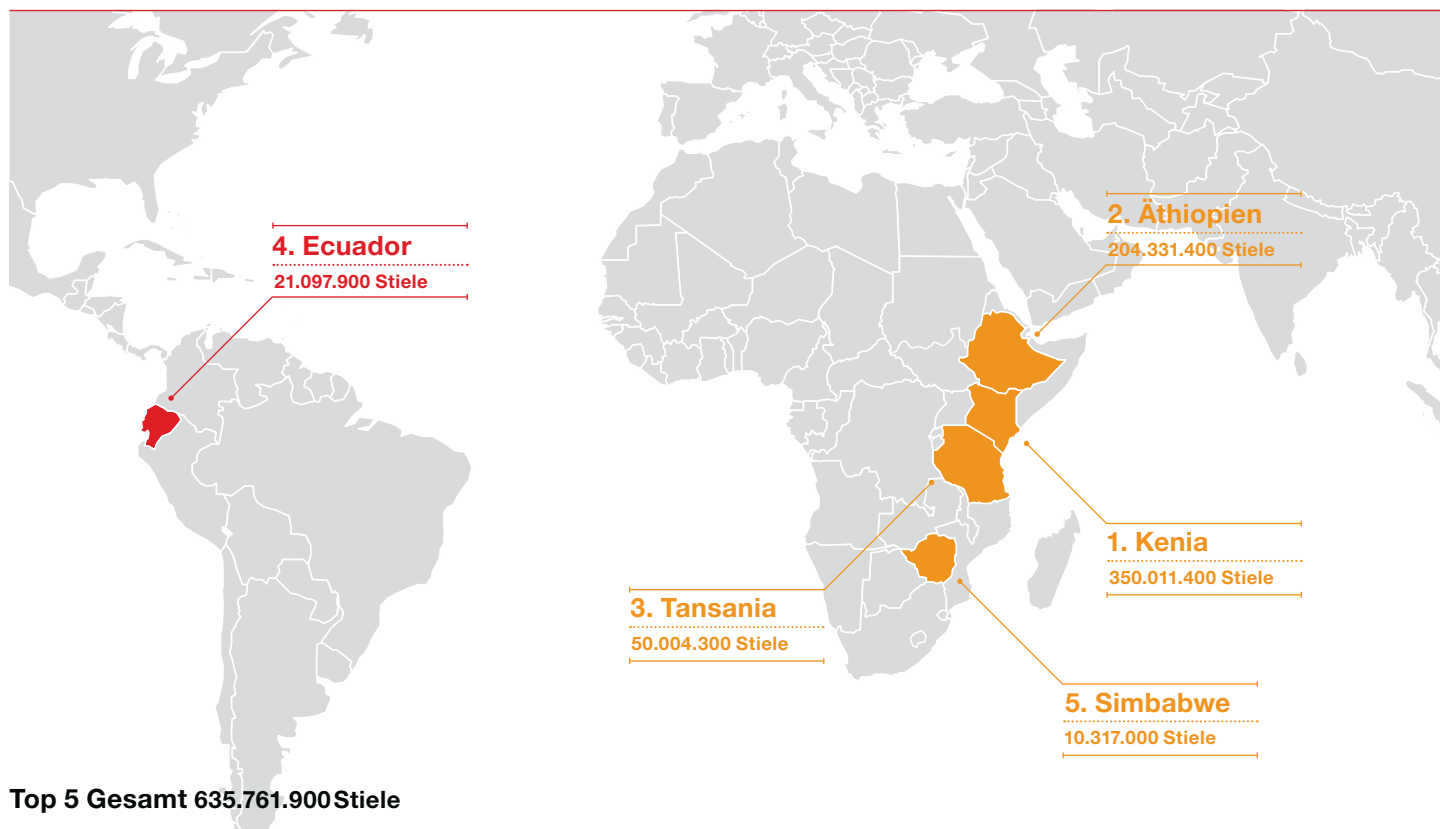 2. Äthiopien
204.331.400 Stiele
4. Ecuador
21.097.900 Stiele
1. Kenia
350.011.400 Stiele
3. Tansania
50.004.300 Stiele
5. Simbabwe
10.317.000 Stiele
Top 5 Gesamt 635.761.900 Stiele